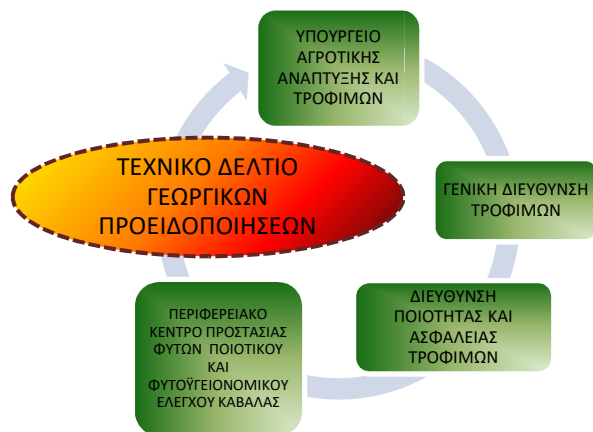 ΥΠΟΥΡΓΕΙΟ
ΑΓΡΟΤΙΚΗΣ
ΑΝΑΠΤΥΞΗΣ ΚΑΙ
ΤΡΟΦΙΜΩΝ
ΓΕΝΙΚΗ ΔΙΕΥΘΥΝΣΗ
ΤΡΟΦΙΜΩΝ
ΔΙΕΥΘΥΝΣΗ
ΠΟΙΟΤΗΤΑΣ ΚΑΙ
ΑΣΦΑΛΕΙΑΣ
ΤΡΟΦΙΜΩΝ
ΠΕΡΙΦΕΡΕΙΑΚΟ
ΚΕΝΤΡΟ ΠΡΟΣΤΑΣΙΑΣ
ΦΥΤΩΝ ΠΟΙΟΤΙΚΟΥ
ΚΑΙ
ΦΥΤΟΫΓΕΙΟΝΟΜΙΚΟΥ
ΕΛΕΓΧΟΥ ΚΑΒΑΛΑΣ
ΤΕΧΝΙΚΟ ΔΕΛΤΙΟ
ΓΕΩΡΓΙΚΩΝ
ΠΡΟΕΙΔΟΠΟΙΗΣΕΩΝ